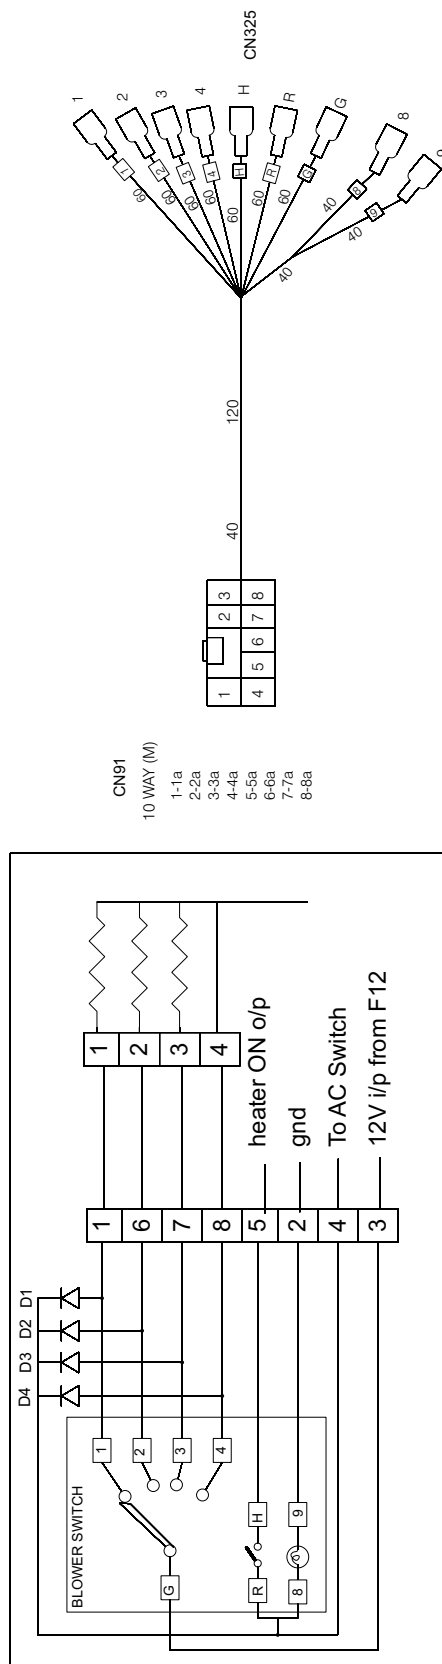 CN325
1
2
3
4
H
R
G
8
9
1
2
3
4
H
R
G
8
9
60
60
60
60
60
60
60
40
40
40
120
40
1 2 3
4 5 6 7 8
CN91
10 WAY (M)
1-1a
2-2a
3-3a
4-4a
5-5a
6-6a
7-7a
8-8a
1
2
3
4
heater ON o/p
gnd
To AC Switch
12V i/p from F12
1
6
7
8
5
2
4
3
D1
D2
D3
D4
BLOWER SWITCH
1
2
3
4
G
H
R
9
8